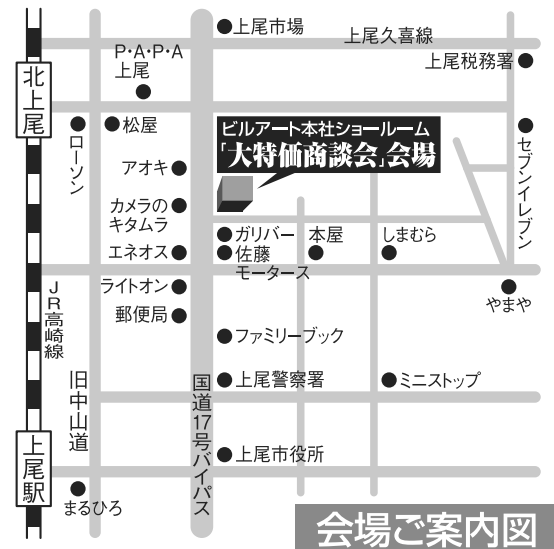 上尾市場
上尾久喜線
P・A・P・A
上尾
上尾税務署
北上尾
松屋
ローソン
ビルアート本社ショールーム
「大特価商談会」会場
セブンイレブン
アオキ
カメラの
キタムラ
ガリバー
本屋
しまむら
エネオス
佐藤
モータース
ライトオン
やまや
JR高崎線
郵便局
ファミリーブック
旧中山道
国道17号バイパス
上尾警察署
ミニストップ
上尾駅
上尾市役所
まるひろ
会場ご案内図